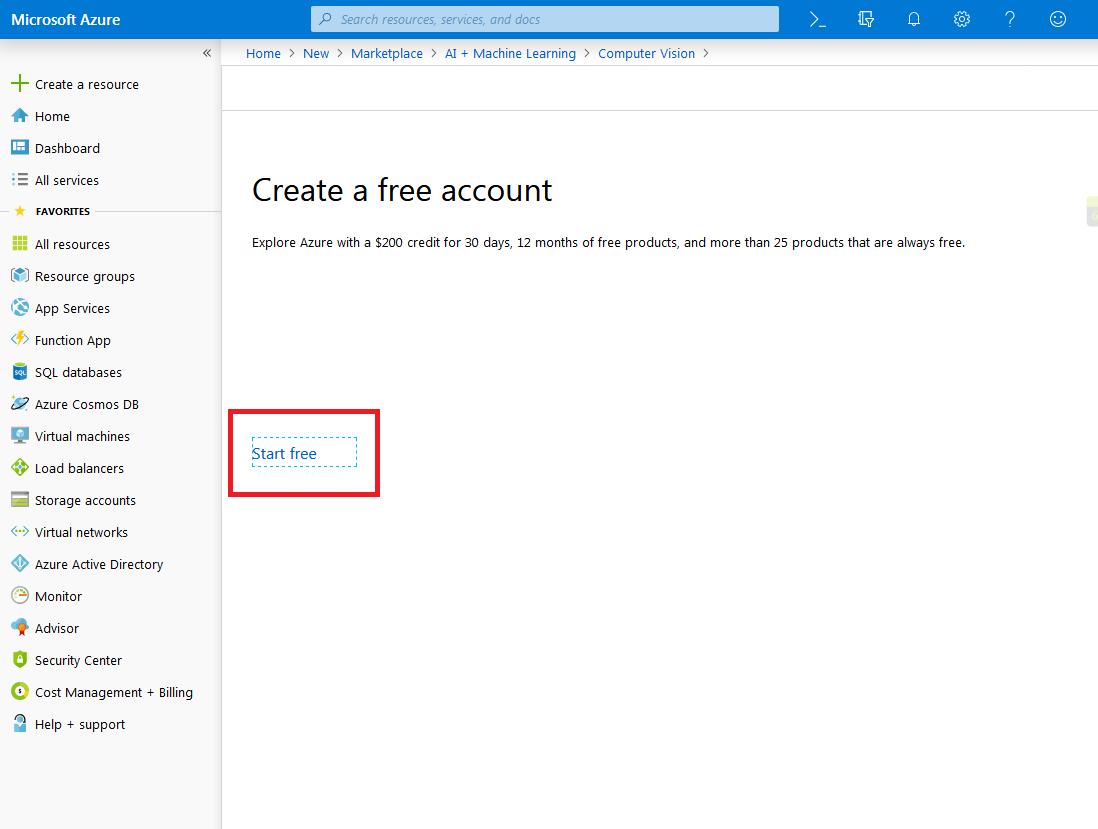 Microsoft Azure
Search resources, services, and docs
Home > New > Marketplace > AI + Machine Learning > Computer Vision >
Create a resource
Home
Dashboard
All services
FAVORITES
All resources
Resource groups
App Services
Function App
SQL databases
Azure Cosmos DB
Virtual machines
Load balancers
Storage accounts
Virtual networks
Azure Active Directory
Monitor
Advisor
Security Center
Cost Management + Billing
Help + support
Create a free account
Explore Azure with a $200 credit for 30 days, 12 months of free products, and more than 25 products that are always free.
Start free